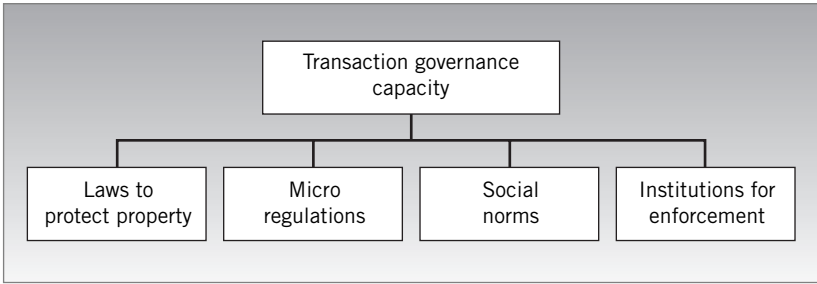 Transaction governance
capacity
Laws to
protect property
Micro
regulations
Social
norms
Institutions for
enforcement